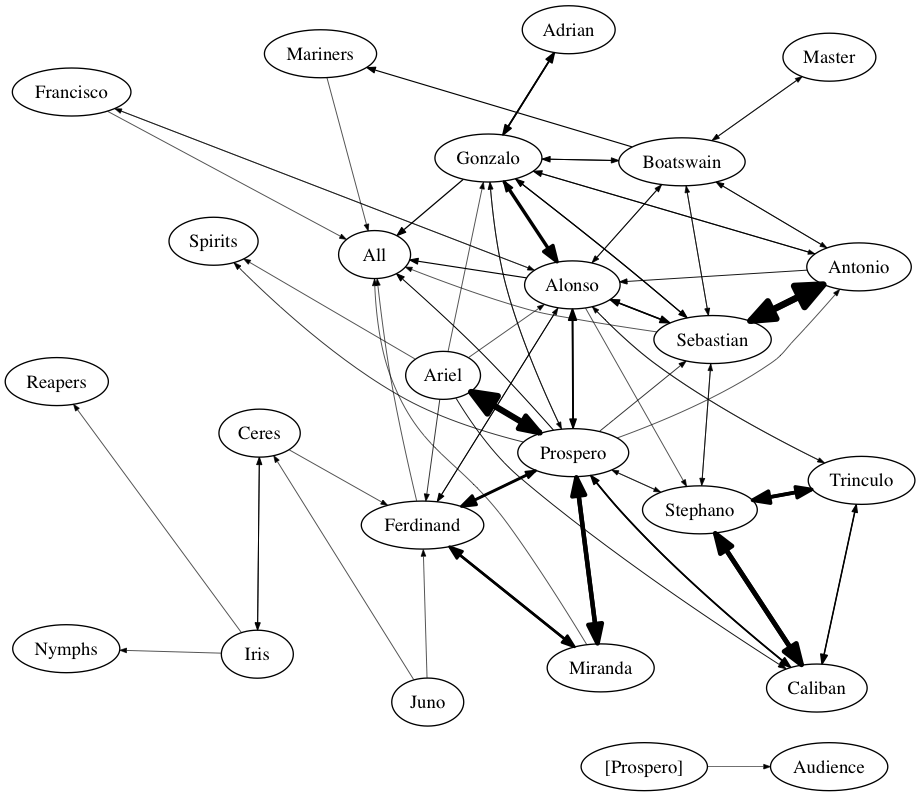 Adrian
Mariners
Master
Francisco
Gonzalo
Boatswain
Spirits
All
Antonio
Alonso
Sebastian
Reapers
Ariel
Ceres
Prospero
Trinculo
Stephano
Ferdinand
Nymphs
Iris
Miranda
Caliban
Juno
[Prospero]
Audience